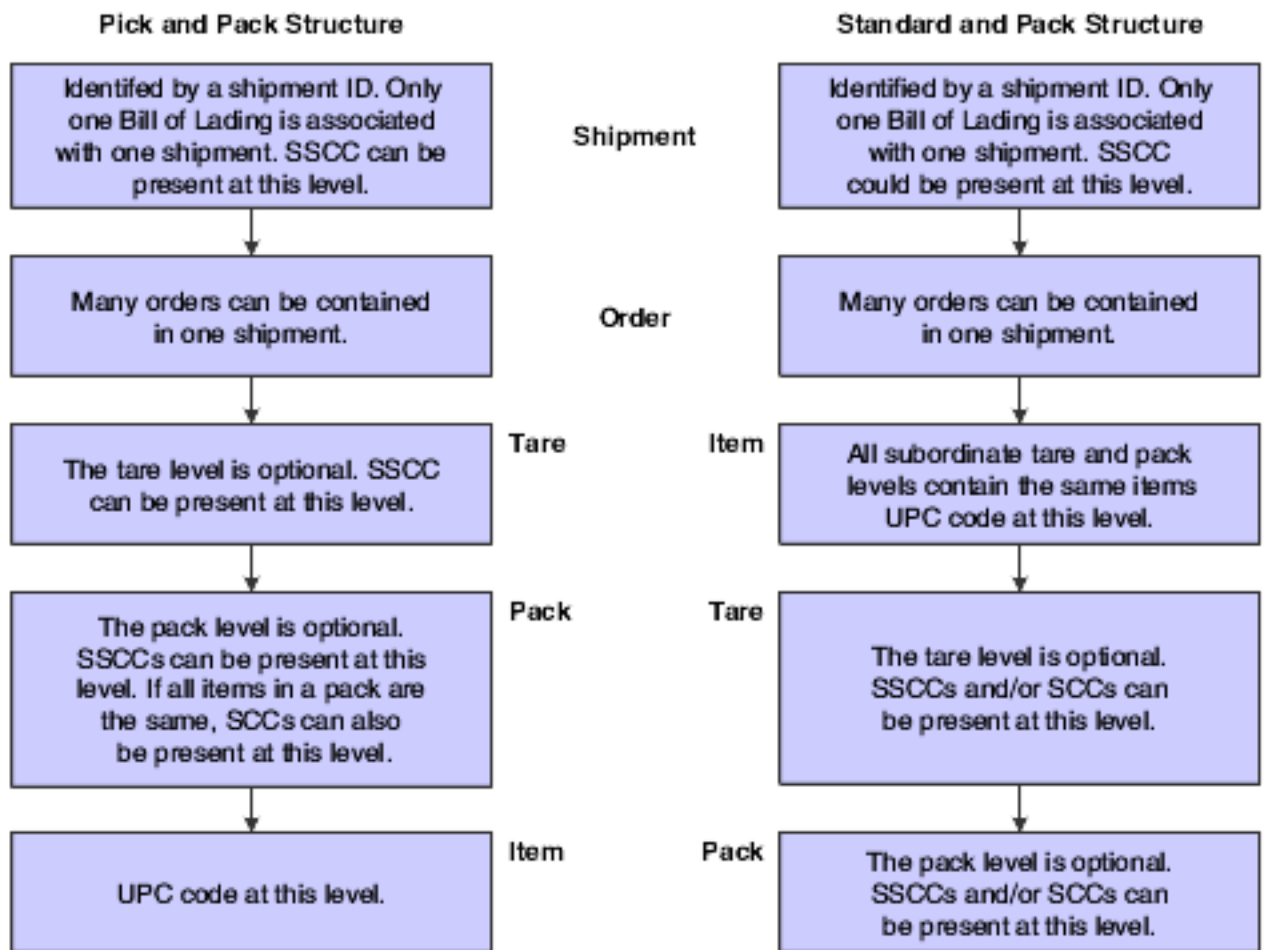 Pick and Pack Structure
Standard and Pack Structure
Identifed by a shipment ID. Only
one Bill of Lading is associated
with one shipment. SSCC can be
present at this level.
Shipment
Identified by a shipment ID. Only
one Bill of Lading is associated
with one shipment. SSCC
could be present at this level.
Many orders can be contained
in one shipment.
Order
Many orders can be contained
in one shipment.
Tare
The tare level is optional. SSCC
can be present at this level.
Item
All subordinate tare and pack
levels contain the same items
UPC code at this level.
Pack
The pack level is optional.
SSCCs can be present at this
level. If all items in a pack are
the same, SCCs can also
be present at this level.
Tare
The tare level is optional.
SSCCs and/or SCCs can
be present at this level.
Item
UPC code at this level.
Pack
The pack level is optional.
SSCCs and/or SCCs can
be present at this level.